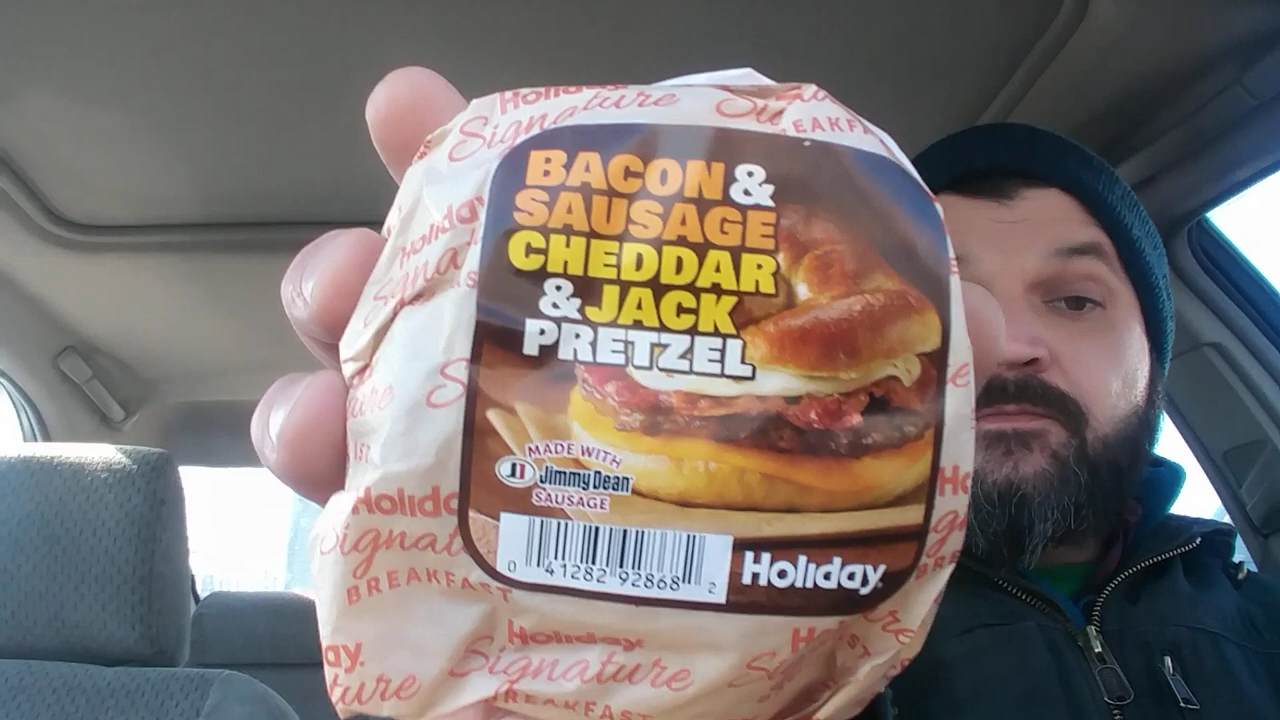 Holiday
Signature
BREAKFA
BACON &
SAUSAGE
CHEDDAR
& JACK
PRETZEL
MADE WITH
Jimmy Dean
SAUSAGE
0 41282 92868 2
Holiday
Holiday
Signature
BREAKFAST
Holiday
Signature
BREAKFAST